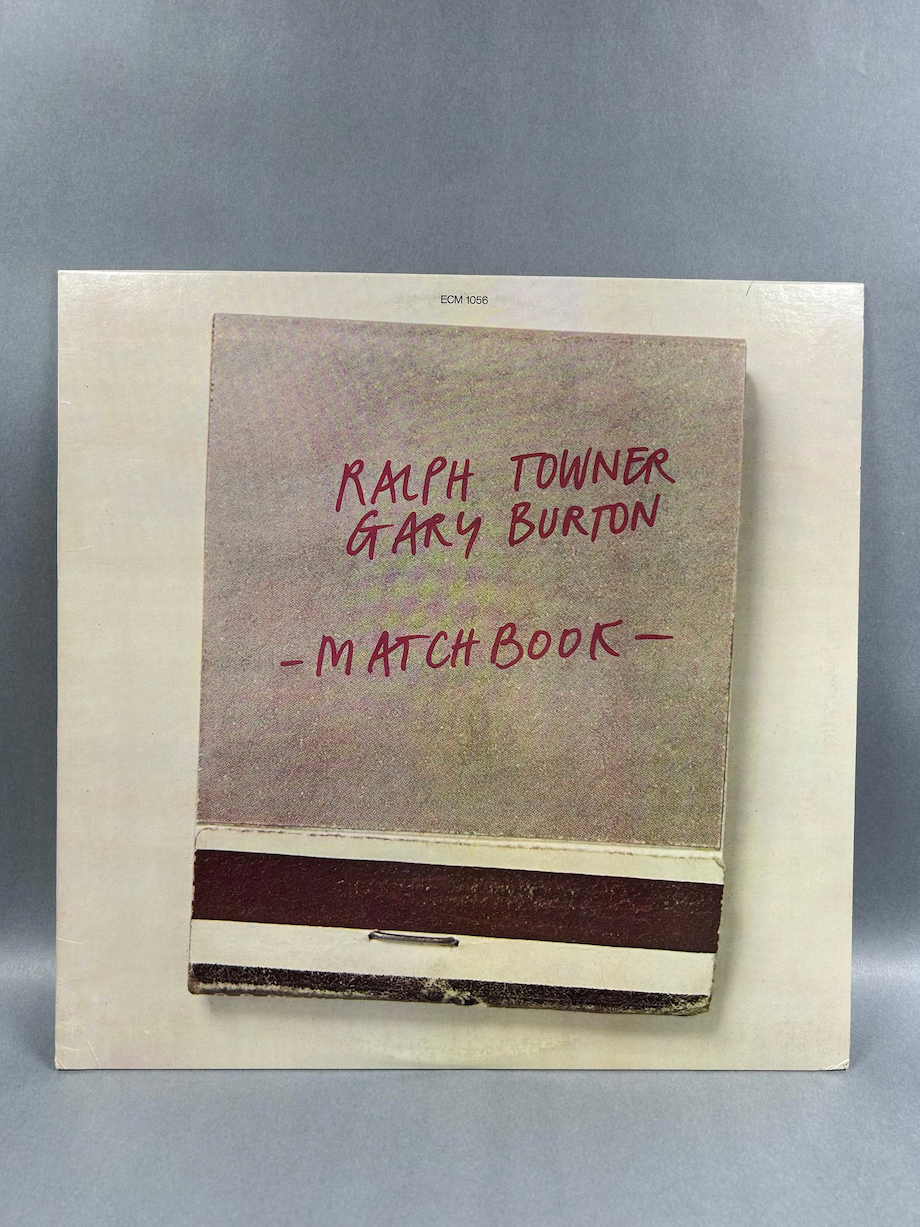 ECM 1056
RALPH TOWNER
GARY BURTON
-MATCHBOOK-